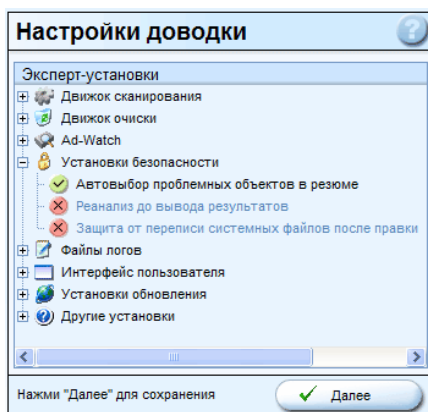 Настройки доводки
Эксперт-установки
Движок сканирования
Движок очиски
Ad-Watch
Установки безопасности
Автовыбор проблемных объектов в резюме
Реанализ до вывода результатов
Защита от переписи системных файлов после правки
Файлы логов
Интерфейс пользователя
Установки обновления
Другие установки
Нажми "Далее" для сохранения
Далее